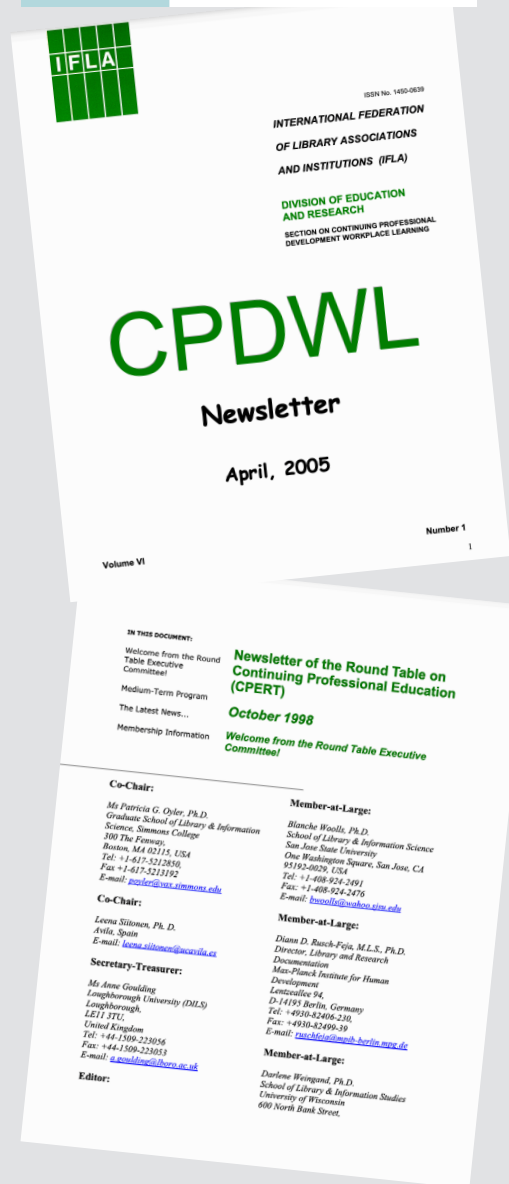 IFLA
ISSN No. 1450-0639
INTERNATIONAL FEDERATION
OF LIBRARY ASSOCIATIONS
AND INSTITUTIONS (IFLA)
DIVISION OF EDUCATION
AND RESEARCH
SECTION ON CONTINUING PROFESSIONAL
DEVELOPMENT WORKPLACE LEARNING
CPDWL
Newsletter
April, 2005
Number 1
1
Volume VI
IN THIS DOCUMENT:
Welcome from the Round
Table Executive
Committee!
Medium-Term Program
The Latest News...
Membership Information
Newsletter of the Round Table on
Continuing Professional Education
(CPERT)
October 1998
Welcome from the Round Table Executive
Committee!
Co-Chair:
Ms Patricia G. Oyler, Ph.D.
Graduate School of Library & Information
Science, Simmons College
300 The Fenway,
Boston, MA 02115, USA
Tel: +1-617-5212850,
Fax +1-617-5213192
E-mail: poyler@vax.simmons.edu
Co-Chair:
Leena Siitonen, Ph. D.
Avila, Spain
E-mail: leena.siitonen@ucavila.es
Secretary-Treasurer:
Ms Anne Goulding
Loughborough University (DILS)
Loughborough,
LE11 3TU,
United Kingdom
Tel: +44-1509-223056
Fax: +44-1509-223053
E-mail: a.goulding@lboro.ac.uk
Editor:
Member-at-Large:
Blanche Woolls, Ph.D.
School of Library & Information Science
San Jose State University
One Washington Square, San Jose, CA
95192-0029, USA
Tel: +1-408-924-2491
Fax: +1-408-924-2476
E-mail: bwoolls@wahoo.sjsu.edu
Member-at-Large:
Diann D. Rusch-Feja, M.L.S., Ph.D.
Director, Library and Research
Documentation
Max-Planck Institute for Human
Development
Lentzeallee 94,
D-14195 Berlin, Germany
Tel: +4930-82406-230,
Fax: +4930-82499-39
E-mail: ruschfeja@mpib-berlin.mpg.de
Member-at-Large:
Darlene Weingand, Ph.D.
School of Library & Information Studies
University of Wisconsin
600 North Bank Street,